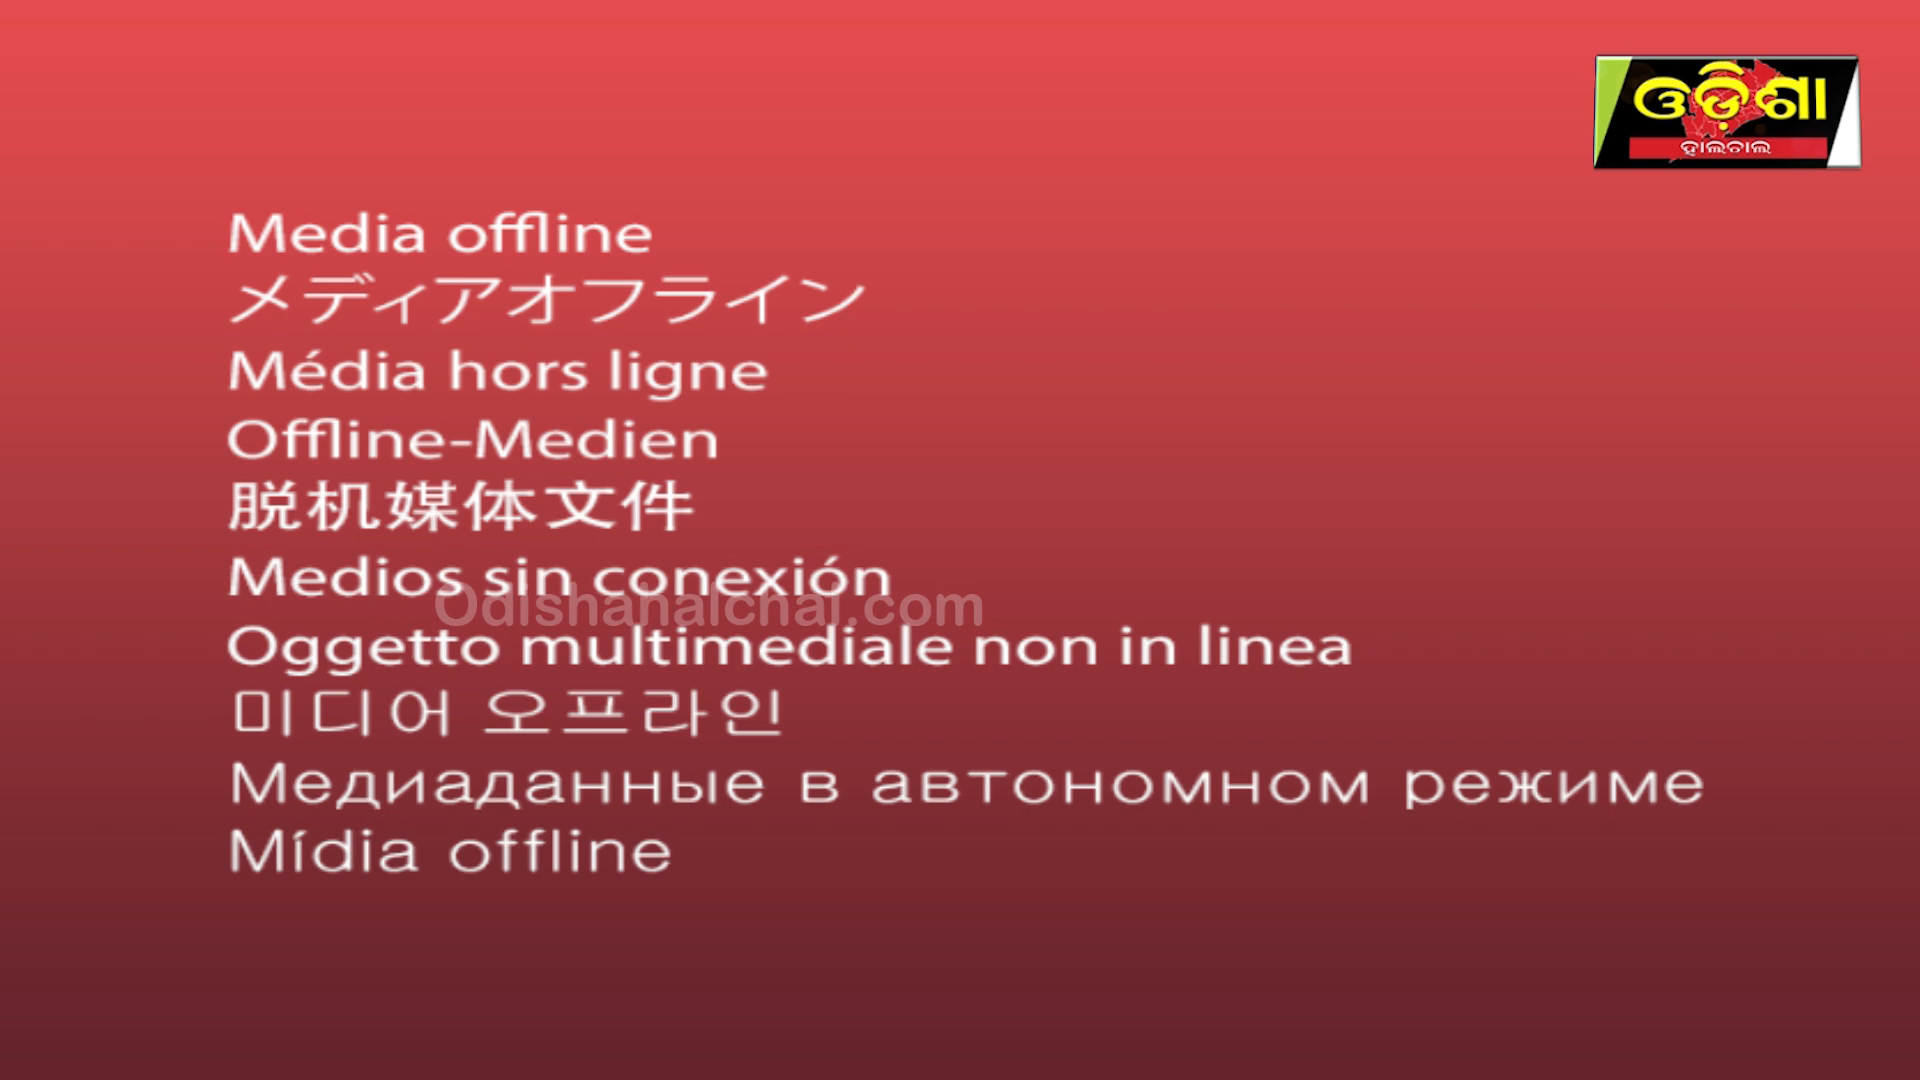 ଓଡ଼ିଶା
ହାଲଚାଲ
Media offline
メディアオフライン
Média hors ligne
Offline-Medien
脱机媒体文件
Medios sin conexión
Odishahalchal.com
Oggetto multimediale non in linea
미디어 오프라인
Медиаданные в автономном режиме
Mídia offline